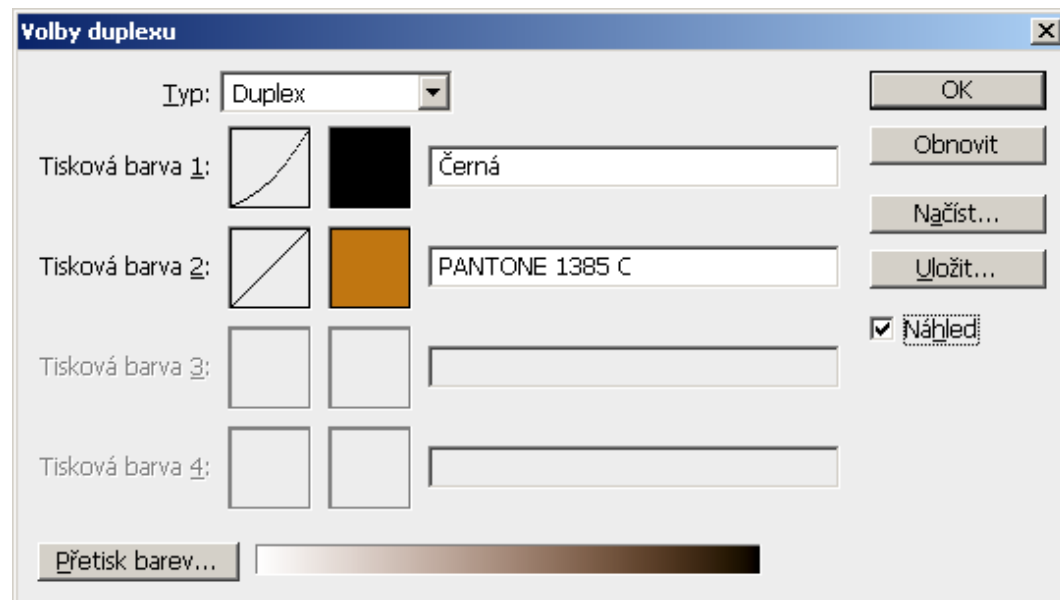 Volby duplexu
Typ: Duplex
OK
Tisková barva 1: Černá
Obnovit
Načíst...
Tisková barva 2: PANTONE 1385 C
Uložit...
Náhled
Tisková barva 3:
Tisková barva 4:
Přetisk barev...